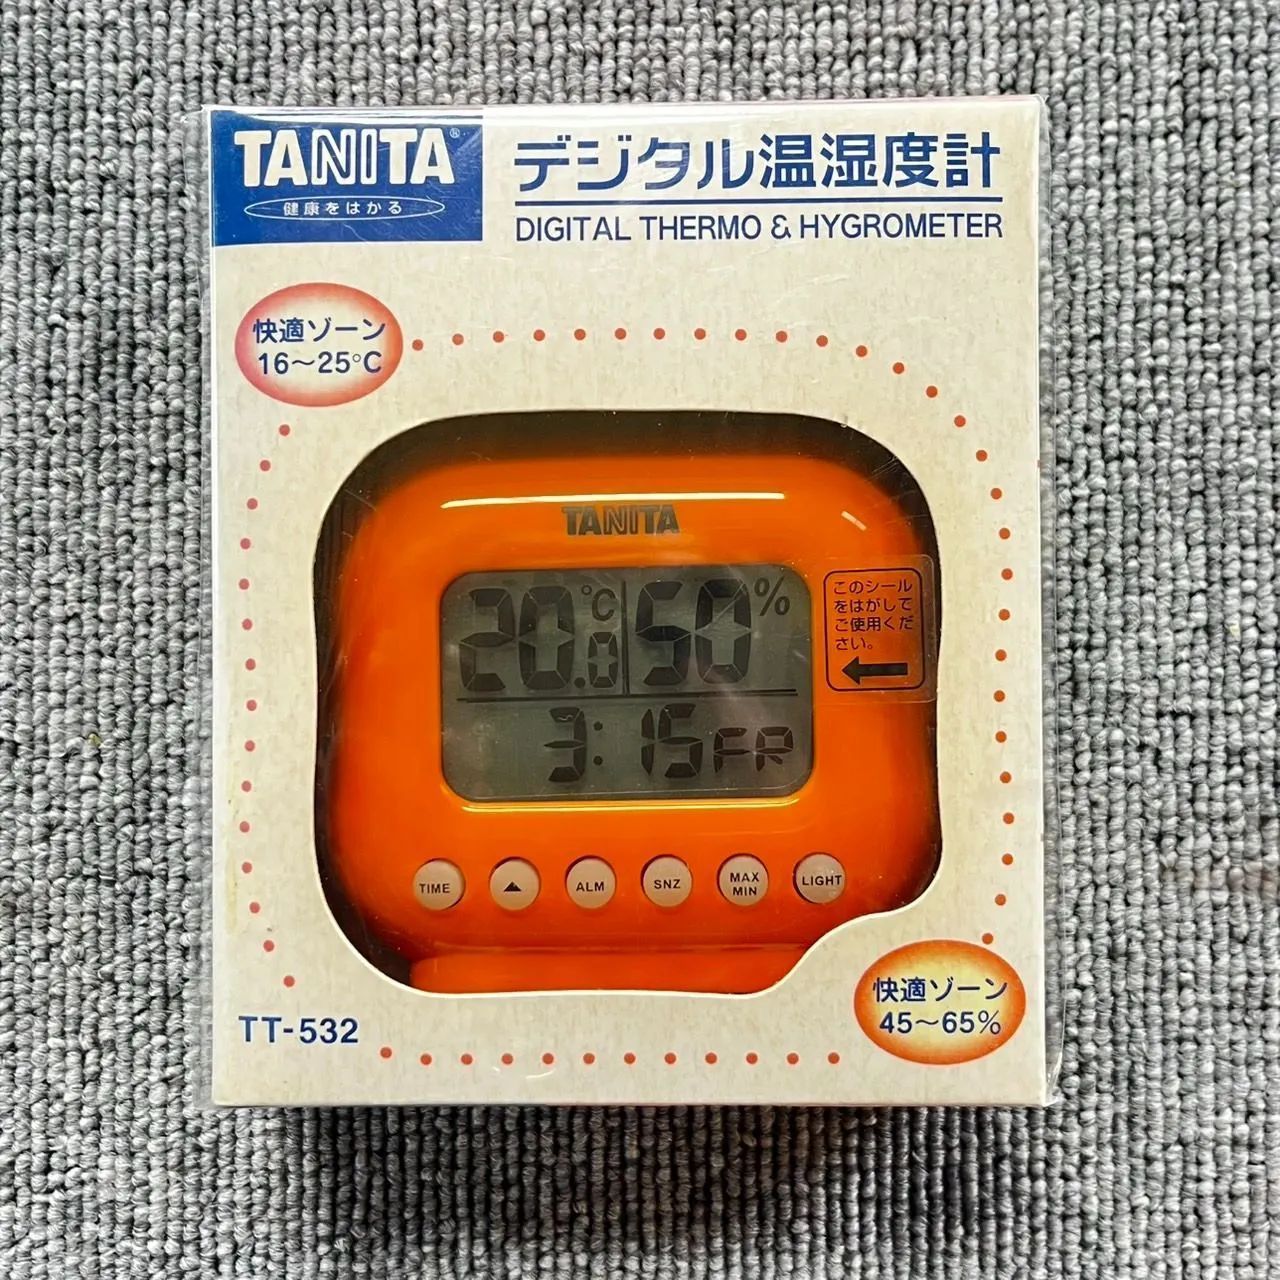 TANITA®
健康をはかる
デジタル温湿度計
DIGITAL THERMO & HYGROMETER
快適ゾーン
16〜25°C
TANITA
20.0°C 50%
3:15 FR
このシール
をはがして
ご使用くだ
さい。
TIME
ALM
SNZ
MAX
MIN
LIGHT
TT-532
快適ゾーン
45〜65%